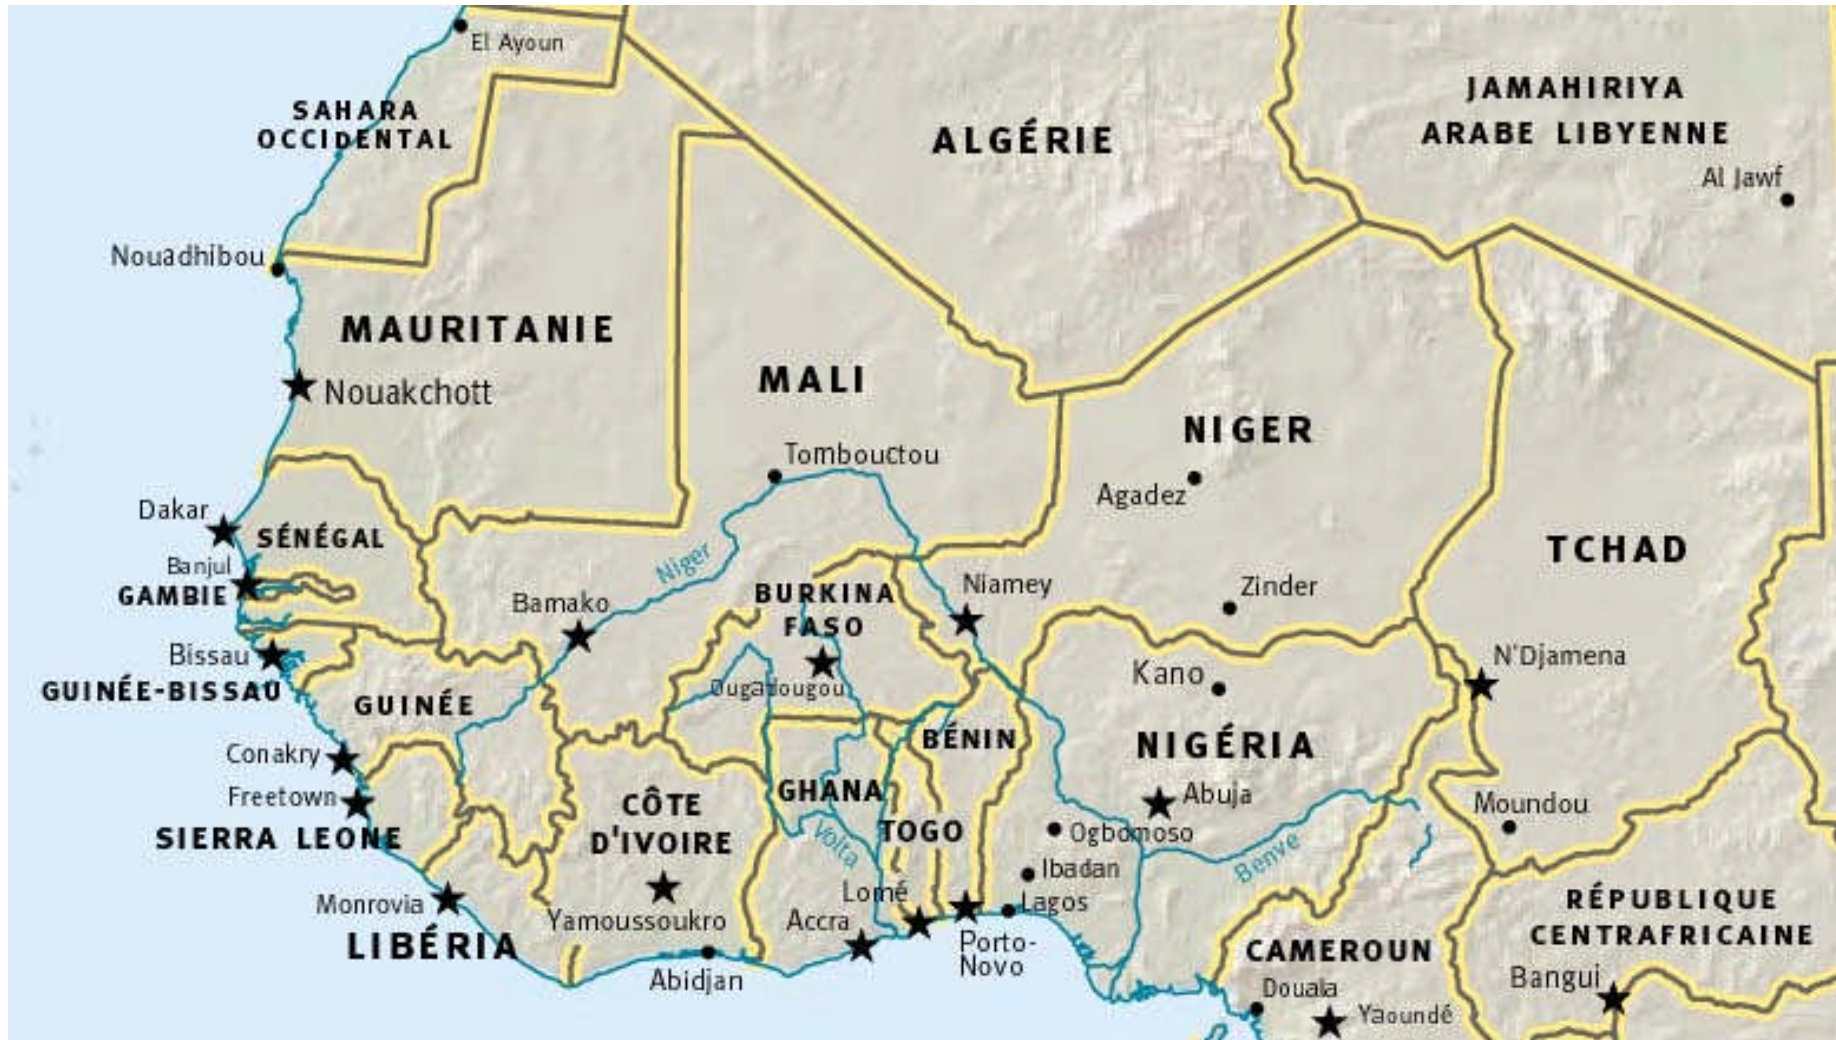 El Ayoun
SAHARA
OCCIDENTAL
ALGÉRIE
JAMAHIRIYA
ARABE LIBYENNE
Al Jawf
Nouadhibou
MAURITANIE
Nouakchott
MALI
NIGER
Tombouctou
Agadez
Dakar
SÉNÉGAL
TCHAD
Banjul
GAMBIE
Niger
Bamako
BURKINA
FASO
Niamey
Zinder
Bissau
GUINÉE-BISSAU
GUINÉE
Ougadougou
Kano
N'Djamena
BÉNIN
NIGÉRIA
Conakry
Freetown
SIERRA LEONE
CÔTE
D'IVOIRE
GHANA
TOGO
Volta
Abuja
Ogbomoso
Moundou
Benve
Ibadan
Lagos
Monrovia
LIBÉRIA
Yamoussoukro
Abidjan
Accra
Lomé
Porto-
Novo
CAMEROUN
Douala
Yaoundé
RÉPUBLIQUE
CENTRAFRICAINE
Bangui